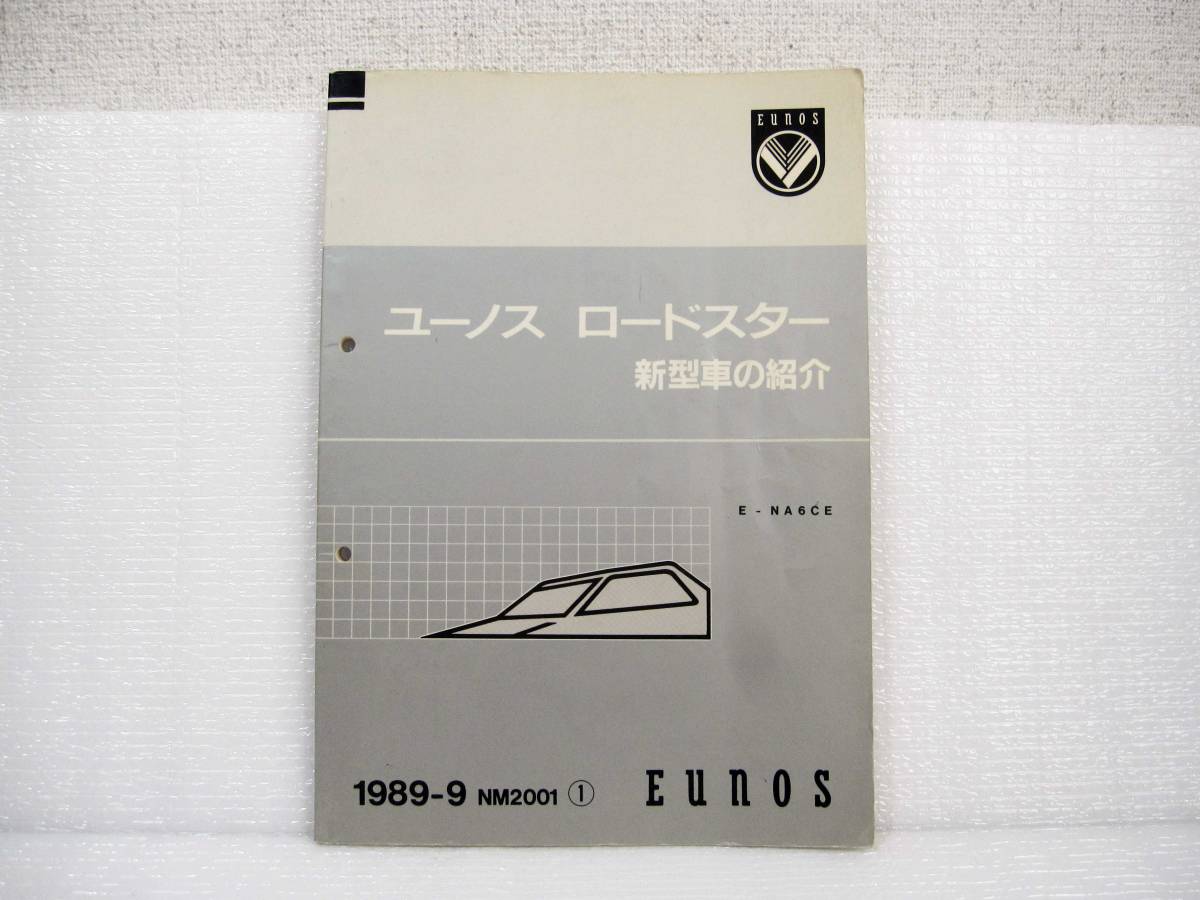 EUNOS
ユーノス ロードスター
新型車の紹介
E - NA6CE
1989-9 NM2001 ① EUNOS